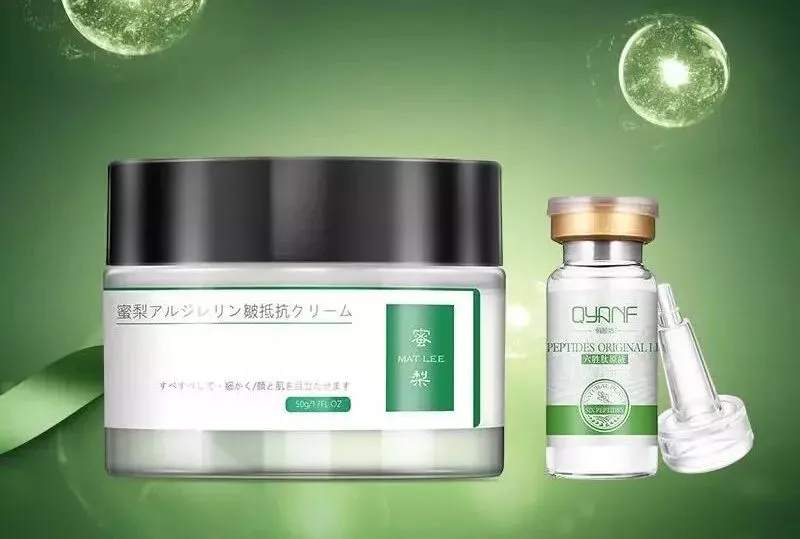 蜜梨アルジレリン皺抵抗クリーム
蜜
MAT LEE
梨
すべすべして・細かく/顔と肌を目立たせます
50g/1.7FL.OZ
QYANF
PEPTIDES ORIGINAL
六胜肽原液
SIX PEPTIDES